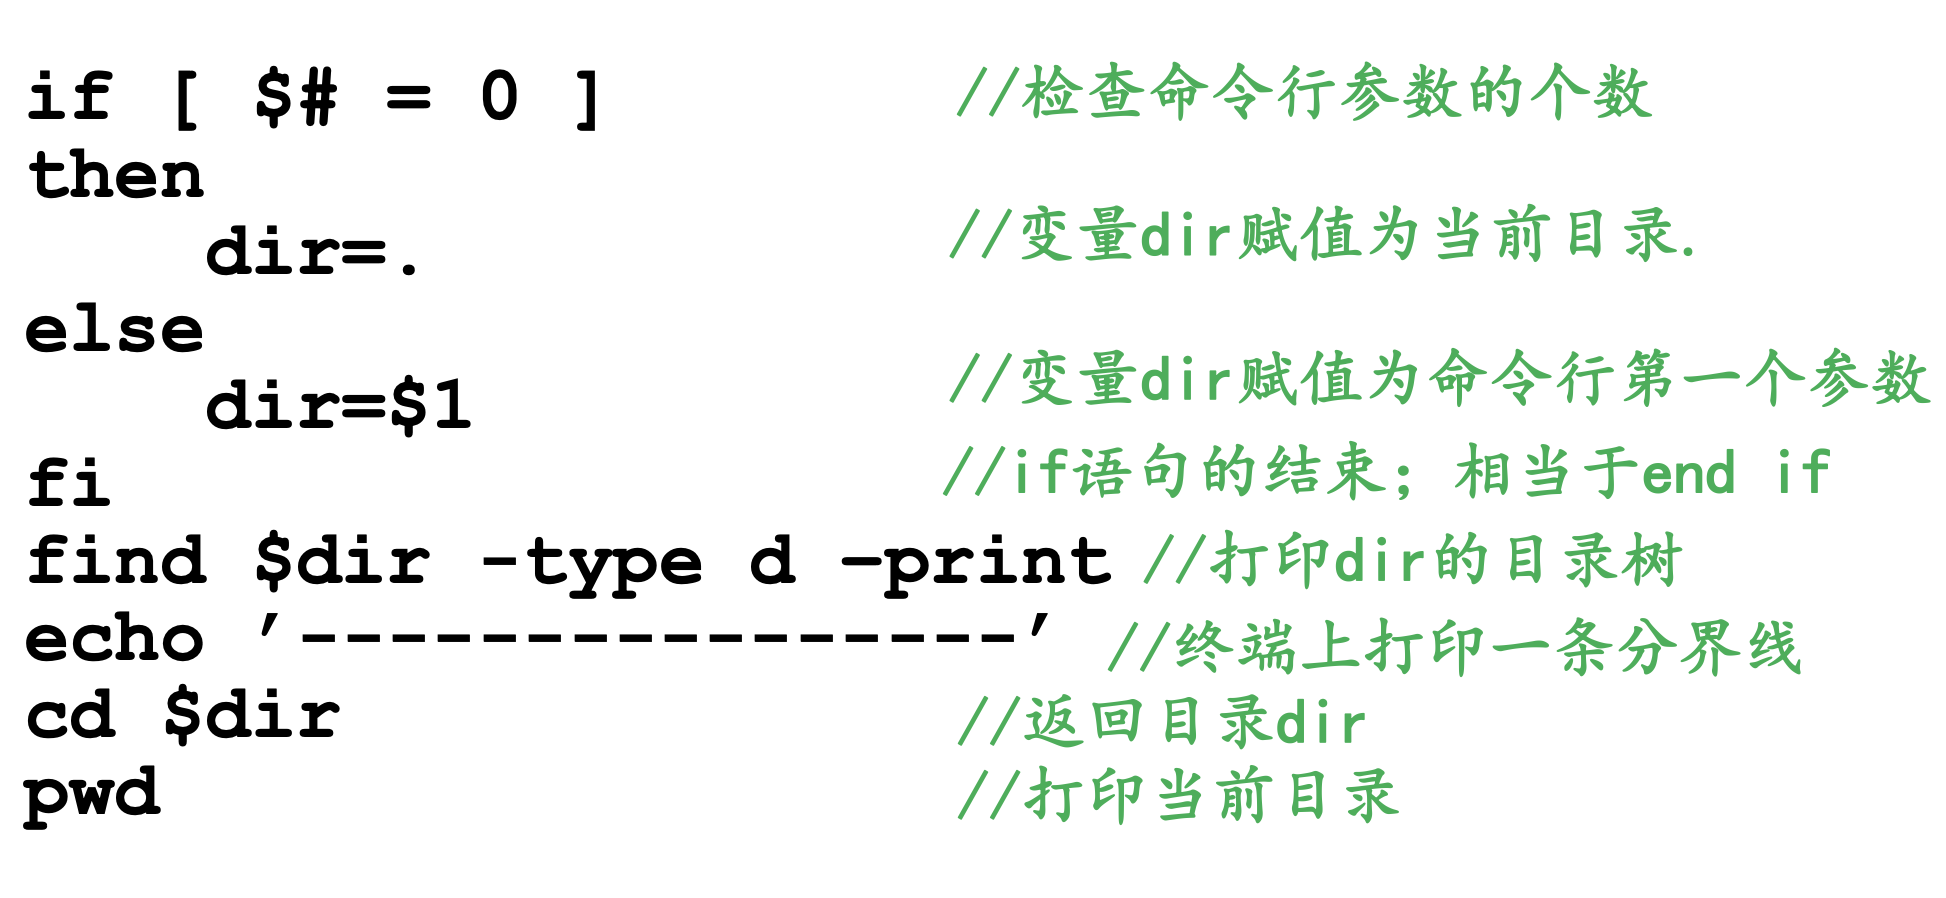 if [ $# = 0 ] //检查命令行参数的个数
then
dir=. //变量dir赋值为当前目录.
else
dir=$1 //变量dir赋值为命令行第一个参数
fi //if语句的结束；相当于end if
find $dir -type d –print //打印dir的目录树
echo ’----------------’ //终端上打印一条分界线
cd $dir //返回目录dir
pwd //打印当前目录